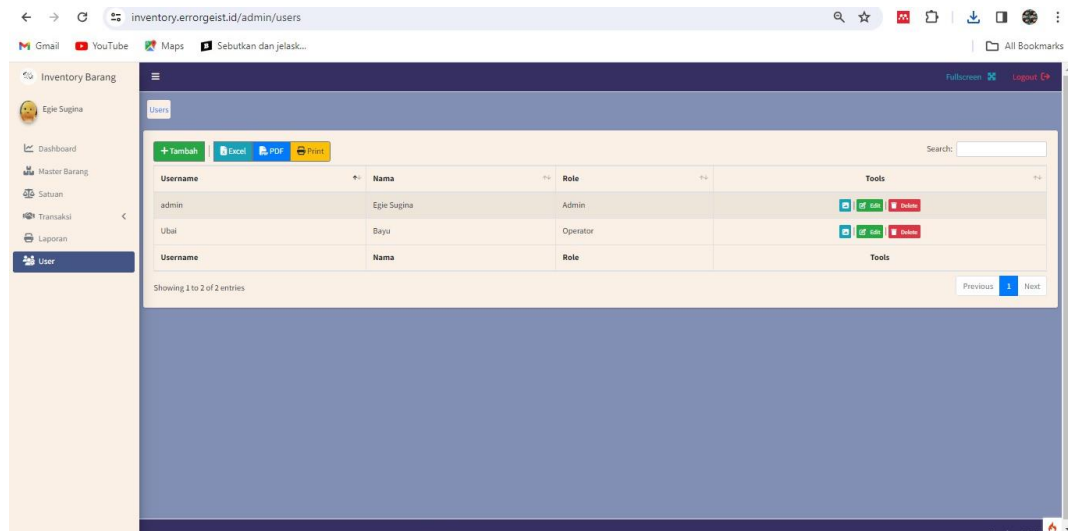 inventory.errorgeist.id/admin/users
Gmail YouTube Maps Sebutkan dan jelask... All Bookmarks
Inventory Barang
Fullscreen Logout
Egie Sugina
Users
Dashboard
Master Barang
Satuan
Transaksi
Laporan
User
+ Tambah Excel PDF Print
Search:
Username Nama Role Tools
admin Egie Sugina Admin Edit Delete
Ubai Bayu Operator Edit Delete
Username Nama Role Tools
Showing 1 to 2 of 2 entries
Previous 1 Next